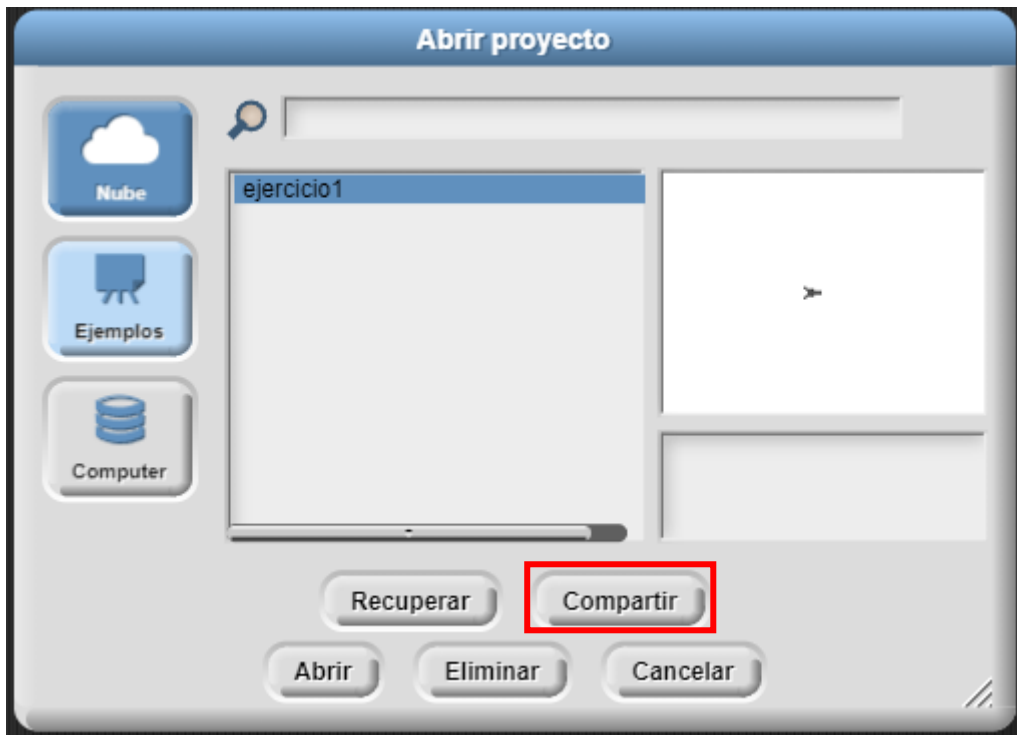 Abrir proyecto
Nube
ejercicio1
Ejemplos
Computer
Recuperar
Compartir
Abrir
Eliminar
Cancelar